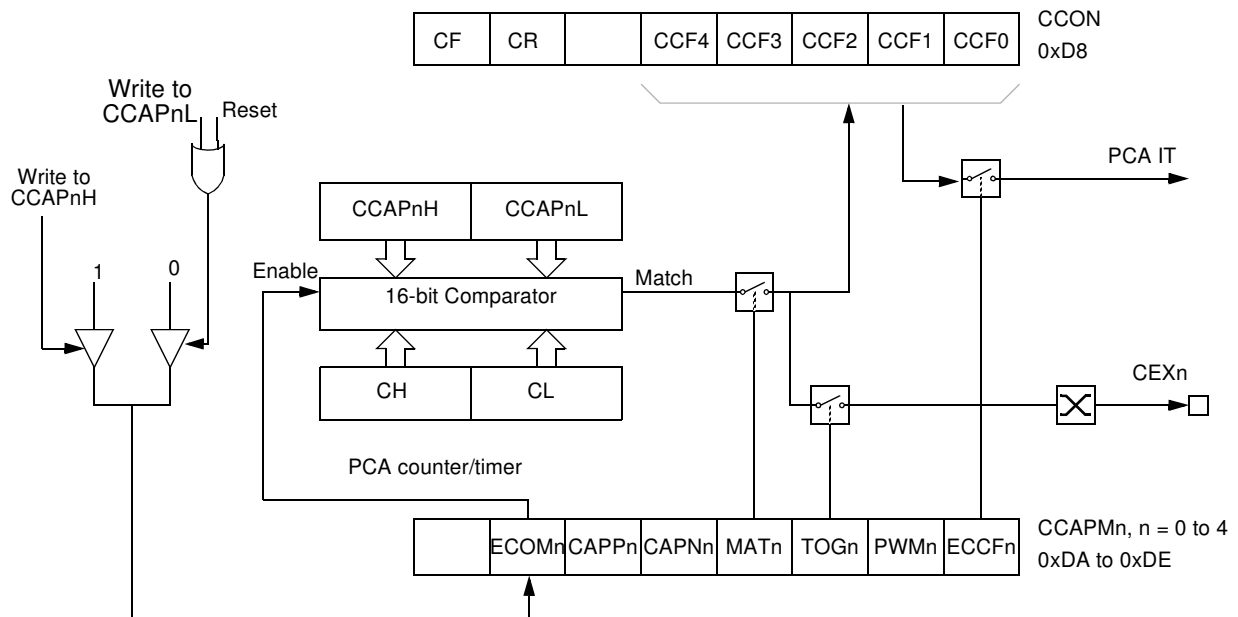 CCON
CF CR CCF4 CCF3 CCF2 CCF1 CCF0
0xD8
Write to
CCAPnL
Reset
PCA IT
Write to
CCAPnH
CCAPnH CCAPnL
Enable
1 0
16-bit Comparator
Match
CH CL
CEXn
PCA counter/timer
ECOMn CAPPn CAPNn MATn TOGn PWMn ECCFn
CCAPMn, n = 0 to 4
0xDA to 0xDE